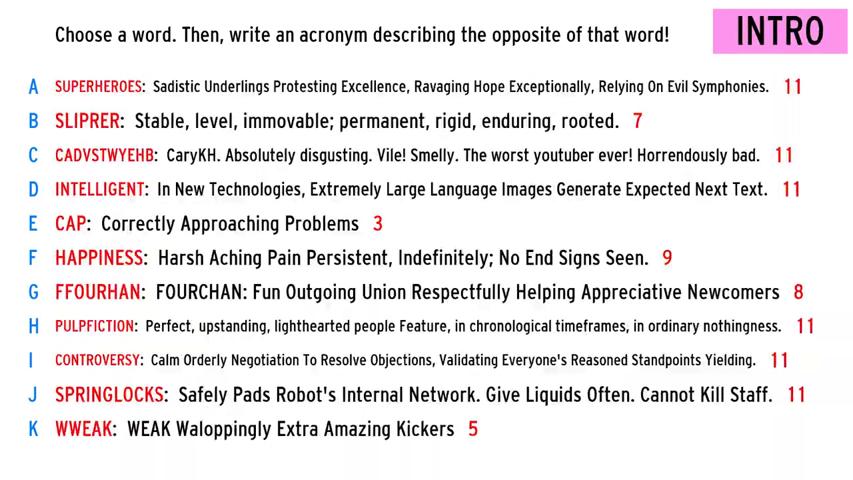 Choose a word. Then, write an acronym describing the opposite of that word! INTRO
A SUPERHEROES: Sadistic Underlings Protesting Excellence, Ravaging Hope Exceptionally, Relying On Evil Symphonies. 11
B SLIPRER: Stable, level, immovable; permanent, rigid, enduring, rooted. 7
C CADVSTWYEHB: CaryKH. Absolutely disgusting. Vile! Smelly. The worst youtuber ever! Horrendously bad. 11
D INTELLIGENT: In New Technologies, Extremely Large Language Images Generate Expected Next Text. 11
E CAP: Correctly Approaching Problems 3
F HAPPINESS: Harsh Aching Pain Persistent, Indefinitely; No End Signs Seen. 9
G FFOURHAN: FOURCHAN: Fun Outgoing Union Respectfully Helping Appreciative Newcomers 8
H PULPFICTION: Perfect, upstanding, lighthearted people Feature, in chronological timeframes, in ordinary nothingness. 11
I CONTROVERSY: Calm Orderly Negotiation To Resolve Objections, Validating Everyone's Reasoned Standpoints Yielding. 11
J SPRINGLOCKS: Safely Pads Robot's Internal Network. Give Liquids Often. Cannot Kill Staff. 11
K WWEAK: WEAK Waloppingly Extra Amazing Kickers 5